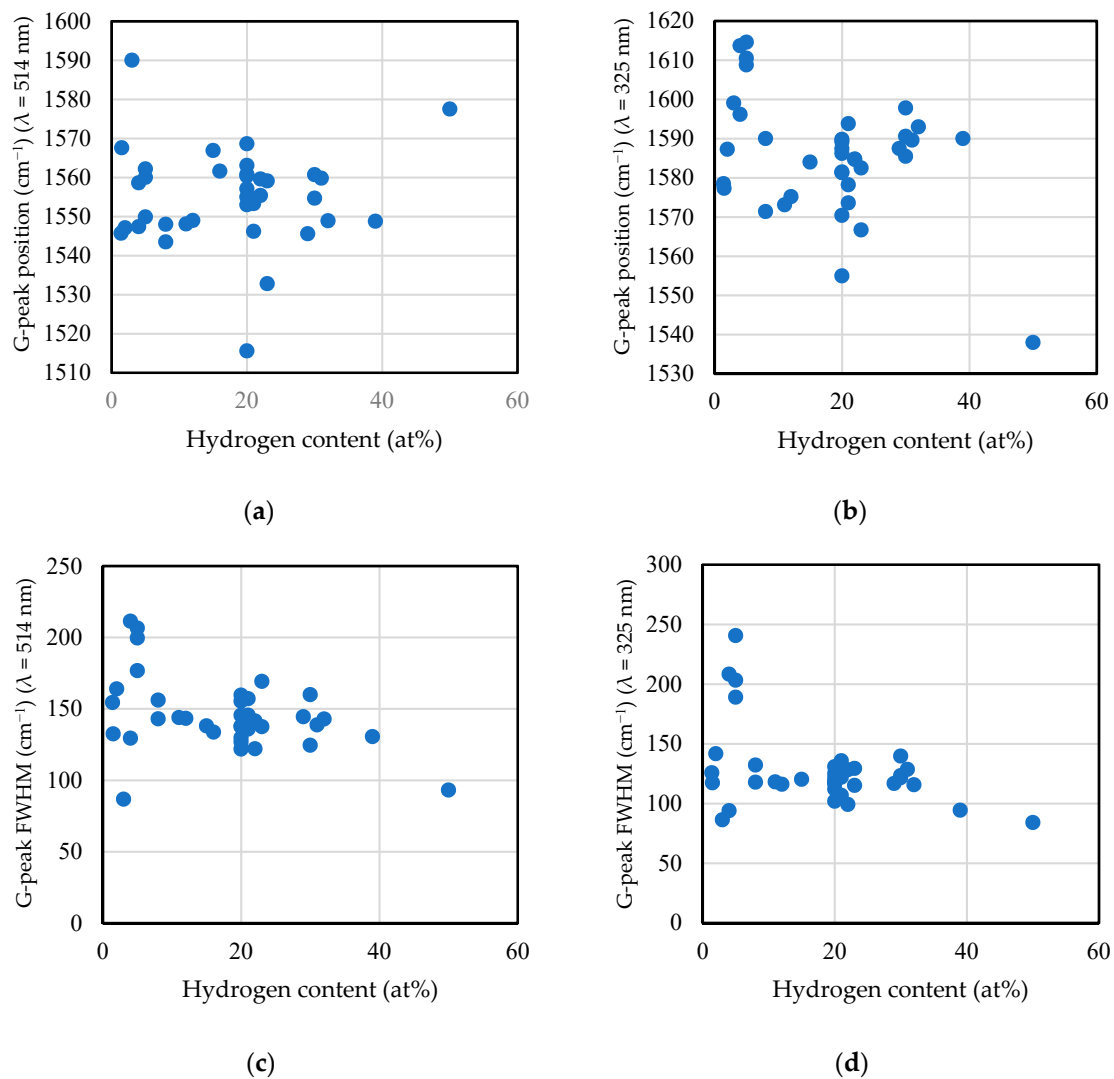 G-peak position (cm⁻¹) (λ = 514 nm)
1600
1590
1580
1570
1560
1550
1540
1530
1520
1510
0 20 40 60
Hydrogen content (at%)
(a)
G-peak position (cm⁻¹) (λ = 325 nm)
1620
1610
1600
1590
1580
1570
1560
1550
1540
1530
0 20 40 60
Hydrogen content (at%)
(b)
G-peak FWHM (cm⁻¹) (λ = 514 nm)
250
200
150
100
50
0
0 20 40 60
Hydrogen content (at%)
(c)
G-peak FWHM (cm⁻¹) (λ = 325 nm)
300
250
200
150
100
50
0
0 20 40 60
Hydrogen content (at%)
(d)